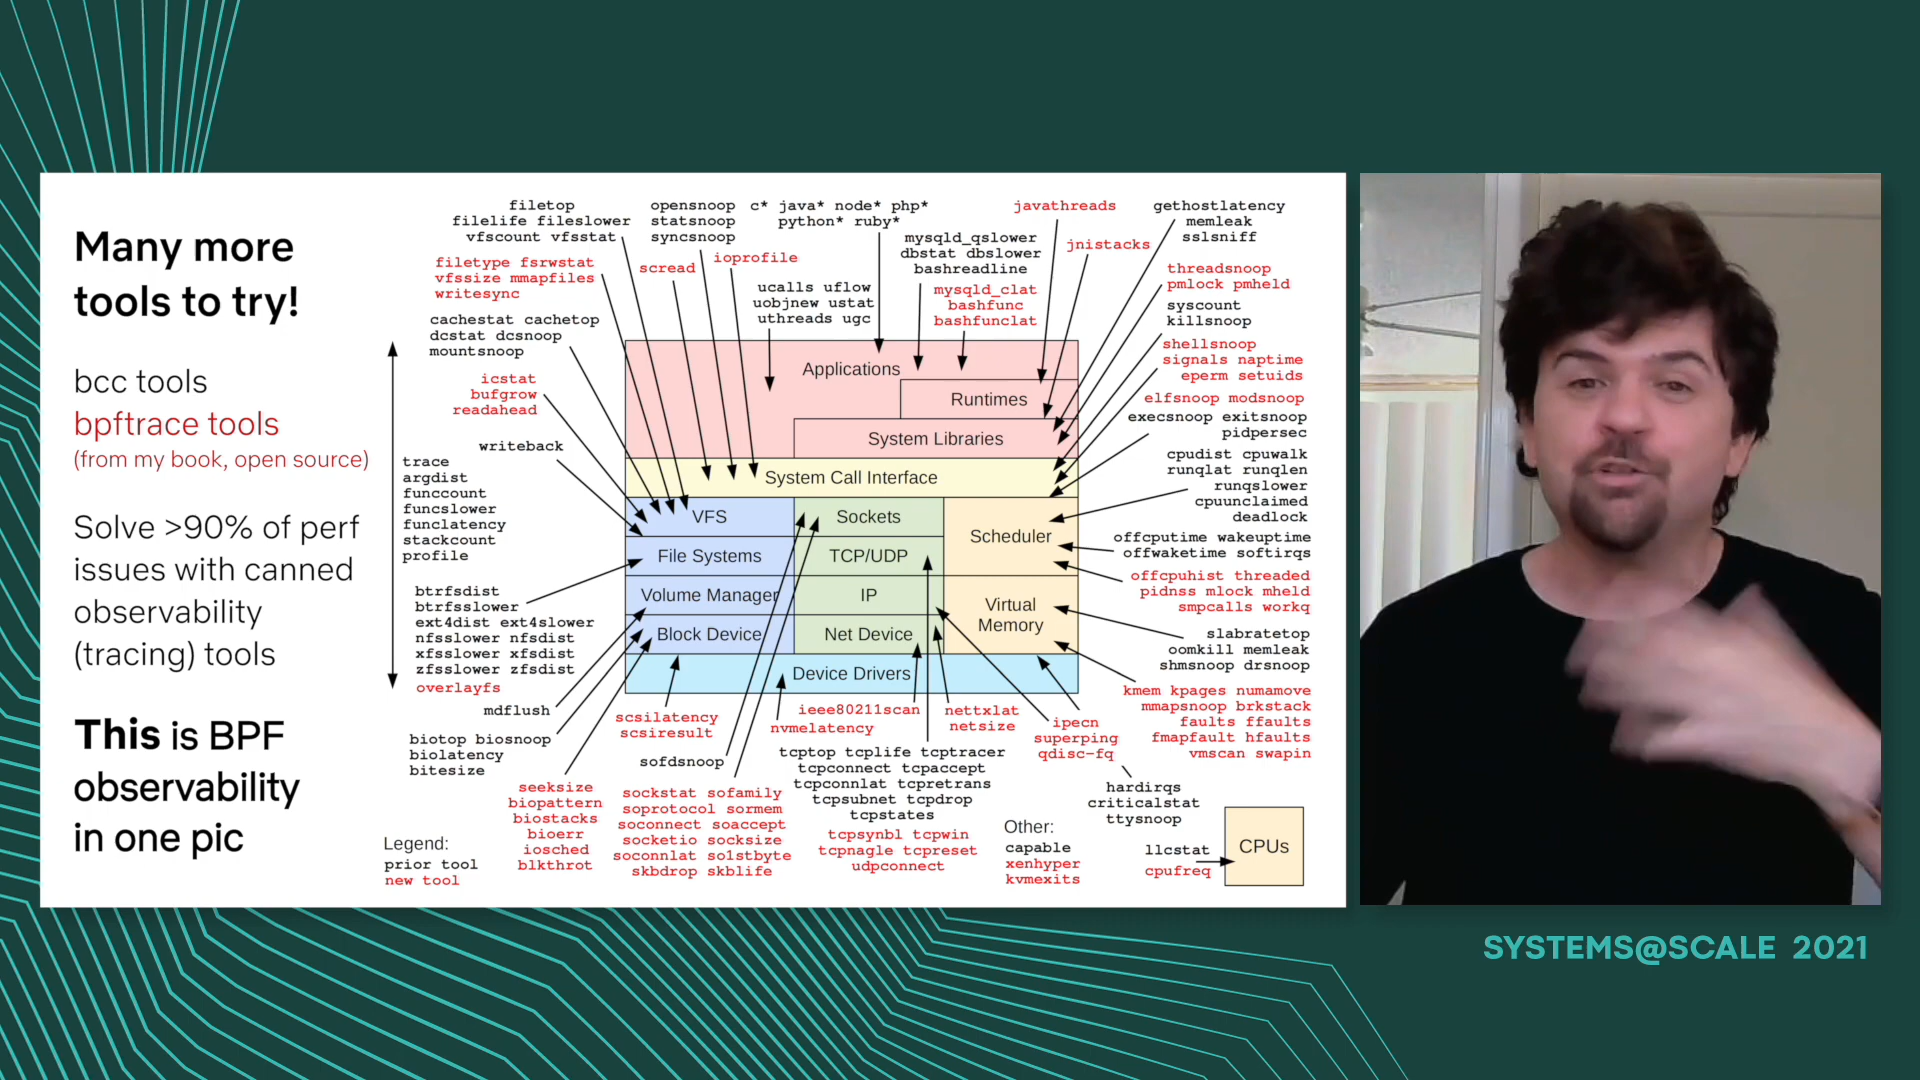 Many more
tools to try!
bcc tools
bpftrace tools
(from my book, open source)
Solve >90% of perf
issues with canned
observability
(tracing) tools
This is BPF
observability
in one pic
filetop
filelife fileslower
vfscount vfsstat
filetype fsrwstat
vfssize mmapfiles
writesync
cachestat cachetop
dcstat dcsnoop
mountsnoop
icstat
bufgrow
readahead
writeback
trace
argdist
funccount
funcslower
funclatency
stackcount
profile
btrfsdist
btrfsslower
ext4dist ext4slower
nfsslower nfsdist
xfsslower xfsdist
zfsslower zfsdist
overlayfs
mdflush
biotop biosnoop
biolatency
bitesize
seeksize
biopattern
biostacks
bioerr
iosched
blkthrot
Legend:
prior tool
new tool
opensnoop
statsnoop
syncsnoop
scread
ioprofile
c* java* node* php*
python* ruby*
ucalls uflow
uobjnew ustat
uthreads ugc
mysqld_qslower
dbstat dbslower
bashreadline
mysqld_clat
bashfunc
bashfunclat
javathreads
jnistacks
gethostlatency
memleak
sslsniff
threadsnoop
pmlock pmheld
syscount
killsnoop
shellsnoop
signals naptime
eperm setuids
elfsnoop modsnoop
execsnoop exitsnoop
pidpersec
cpudist cpuwalk
runqlat runqlen
runqslower
cpuunclaimed
deadlock
offcputime wakeuptime
offwaketime softirqs
offcpuhist threaded
pidnss mlock mheld
smpcalls workq
slabratetop
oomkill memleak
shmsnoop drsnoop
kmem kpages numamove
mmapsnoop brkstack
faults ffaults
fmapfault hfaults
vmscan swapin
Applications
Runtimes
System Libraries
System Call Interface
VFS
Sockets
Scheduler
File Systems
TCP/UDP
Volume Manager
IP
Virtual
Memory
Block Device
Net Device
Device Drivers
scsilatency
scsiresult
nvmelatency
ieee80211scan
nettxlat
netsize
ipecn
superping
qdisc-fq
sofdsnoop
sockstat sofamily
soprotocol sormem
soconnect soaccept
socketio socksize
soconnlat so1stbyte
skbdrop skblife
tcptop tcplife tcptracer
tcpconnect tcpaccept
tcpconnlat tcpretrans
tcpsubnet tcpdrop
tcpstates
tcpsynbl tcpwin
tcpnagle tcpreset
udpconnect
hardirqs
criticalstat
ttysnoop
Other:
capable
xenhyper
kvmexits
llcstat
cpufreq
CPUs
SYSTEMS@SCALE 2021